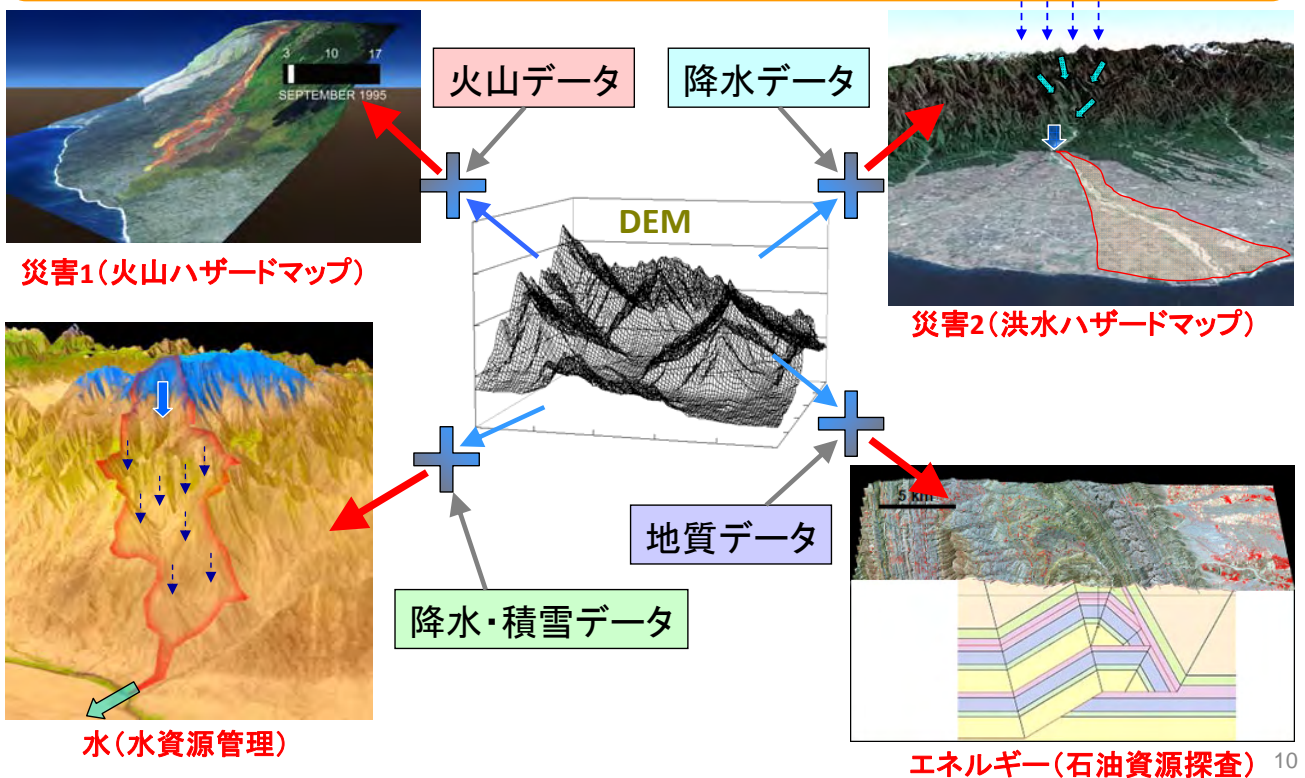 3 10 17
SEPTEMBER 1995
火山データ
降水データ
DEM
災害1(火山ハザードマップ)
災害2(洪水ハザードマップ)
5 km
地質データ
降水・積雪データ
水(水資源管理)
エネルギー(石油資源探査)
10